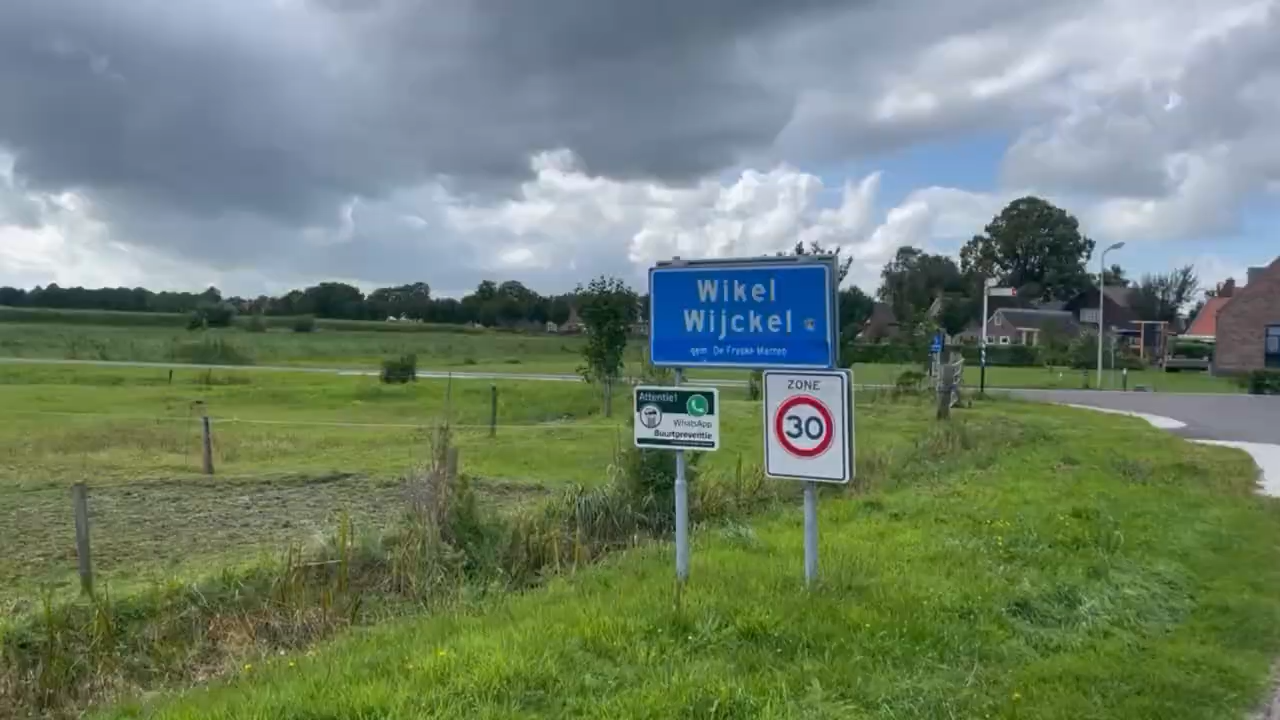 Wikel
Wijckel
gem. De Fryske Marren
Attentie!
WhatsApp
Buurtpreventie
ZONE
30